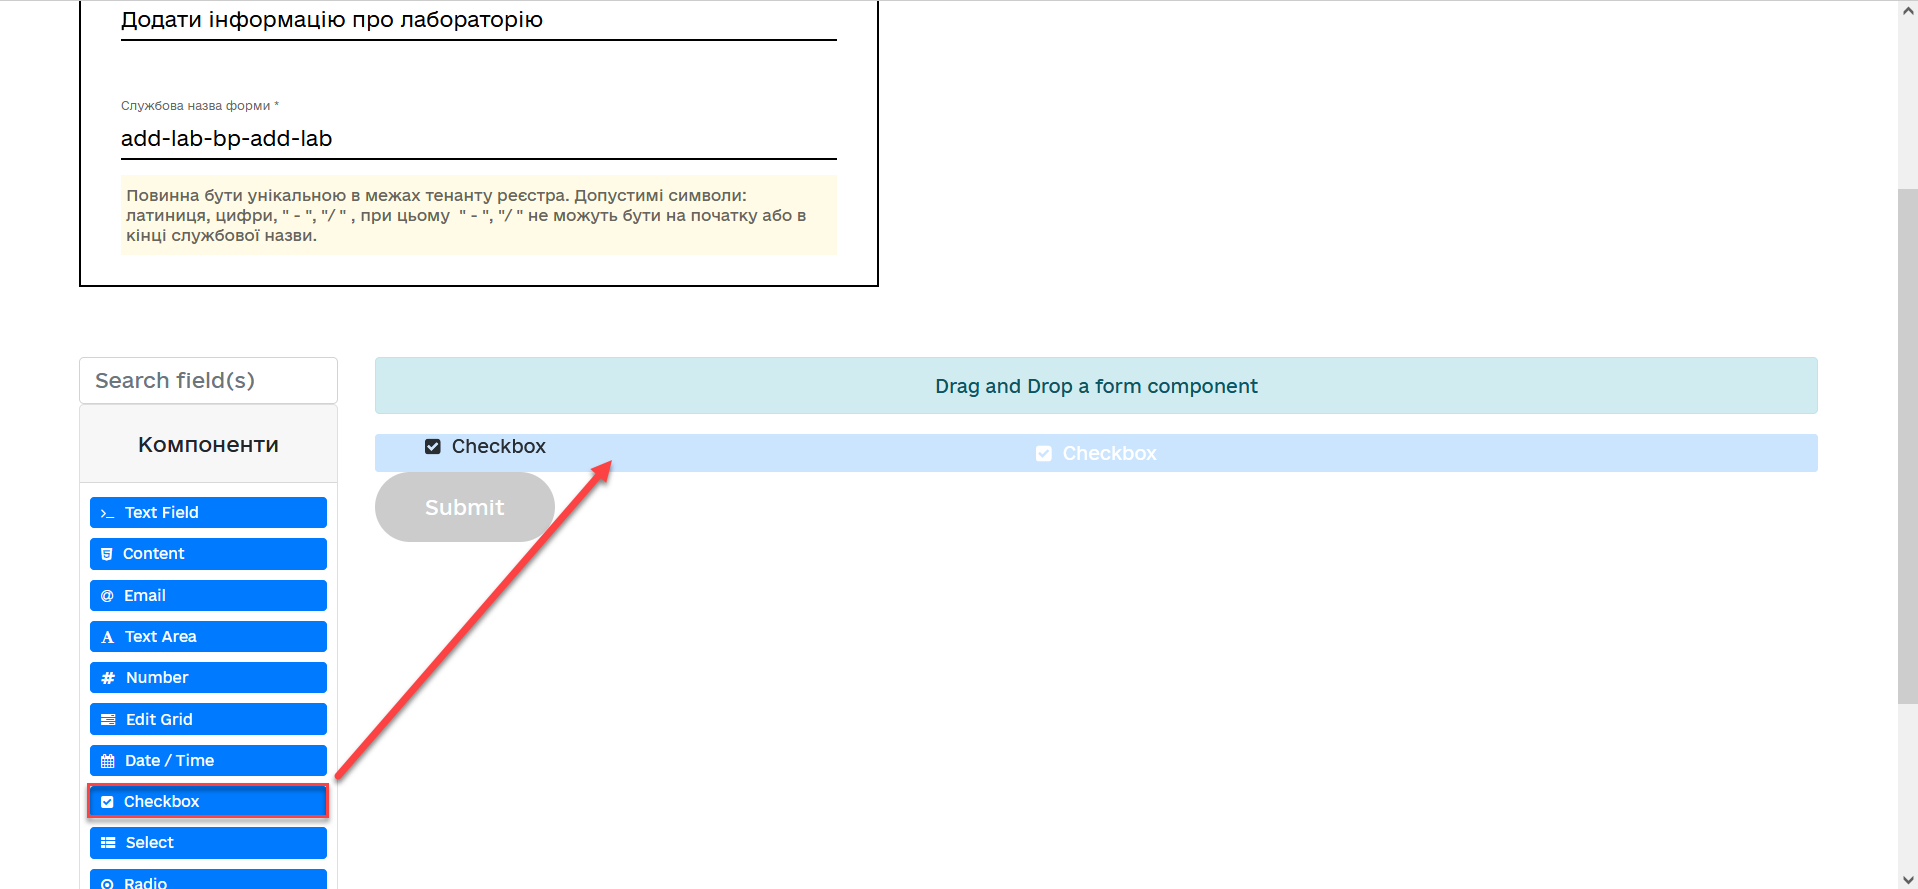 Додати інформацію про лабораторію
Службова назва форми *
add-lab-bp-add-lab
Повинна бути унікальною в межах тенанту реєстра. Допустимі символи:
латиниця, цифри, " - ", "/ " , при цьому  " - ", "/ " не можуть бути на початку або в
кінці службової назви.
Search field(s)
Компоненти
>_ Text Field
Content
@ Email
A Text Area
# Number
Edit Grid
Date / Time
Checkbox
Select
Radio
Drag and Drop a form component
Checkbox
Checkbox
Submit